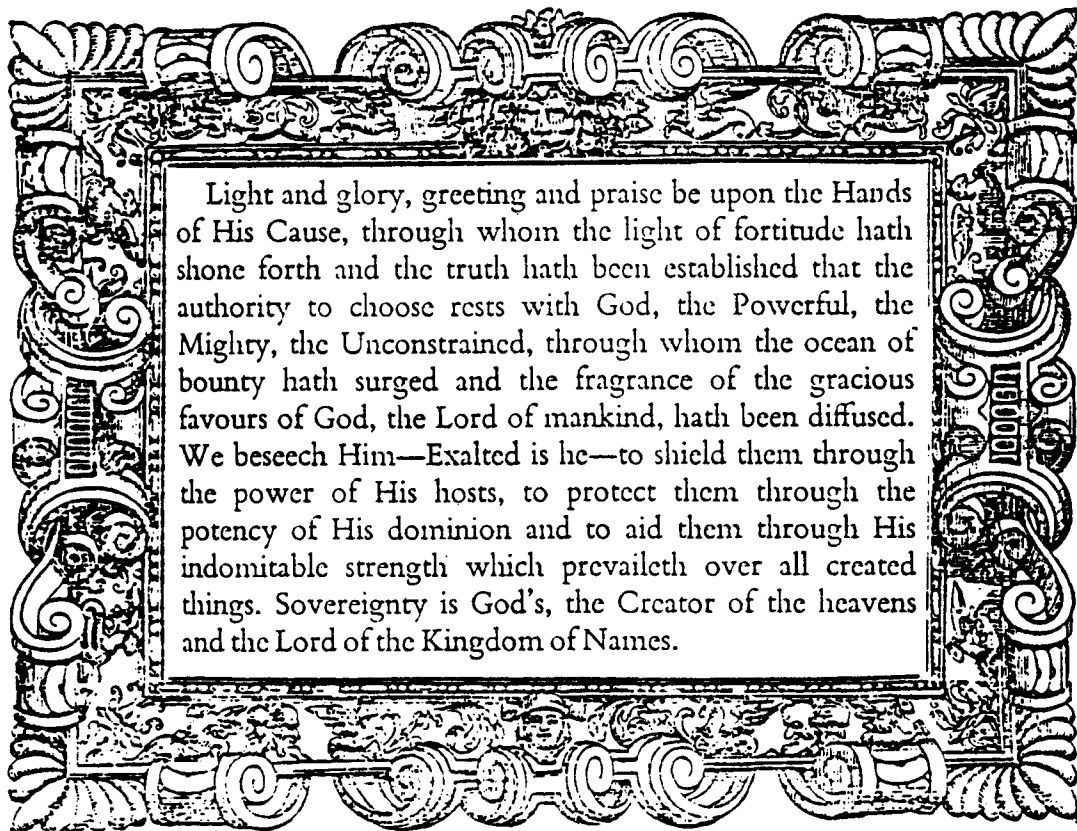 Light and glory, greeting and praise be upon the Hands
of His Cause, through whom the light of fortitude hath
shone forth and the truth hath been established that the
authority to choose rests with God, the Powerful, the
Mighty, the Unconstrained, through whom the ocean of
bounty hath surged and the fragrance of the gracious
favours of God, the Lord of mankind, hath been diffused.
We beseech Him—Exalted is he—to shield them through
the power of His hosts, to protect them through the
potency of His dominion and to aid them through His
indomitable strength which prevaileth over all created
things. Sovereignty is God's, the Creator of the heavens
and the Lord of the Kingdom of Names.